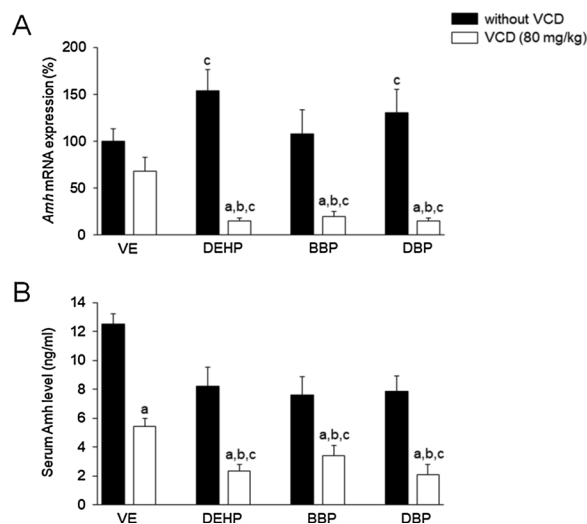 without VCD
VCD (80 mg/kg)
A
Amh mRNA expression (%)
200
150
100
50
0
c
a,b,c
a,b,c
c
a,b,c
VE DEHP BBP DBP
B
Serum Amh level (ng/ml)
14
12
10
8
6
4
2
0
a
a,b,c
a,b,c
a,b,c
VE DEHP BBP DBP